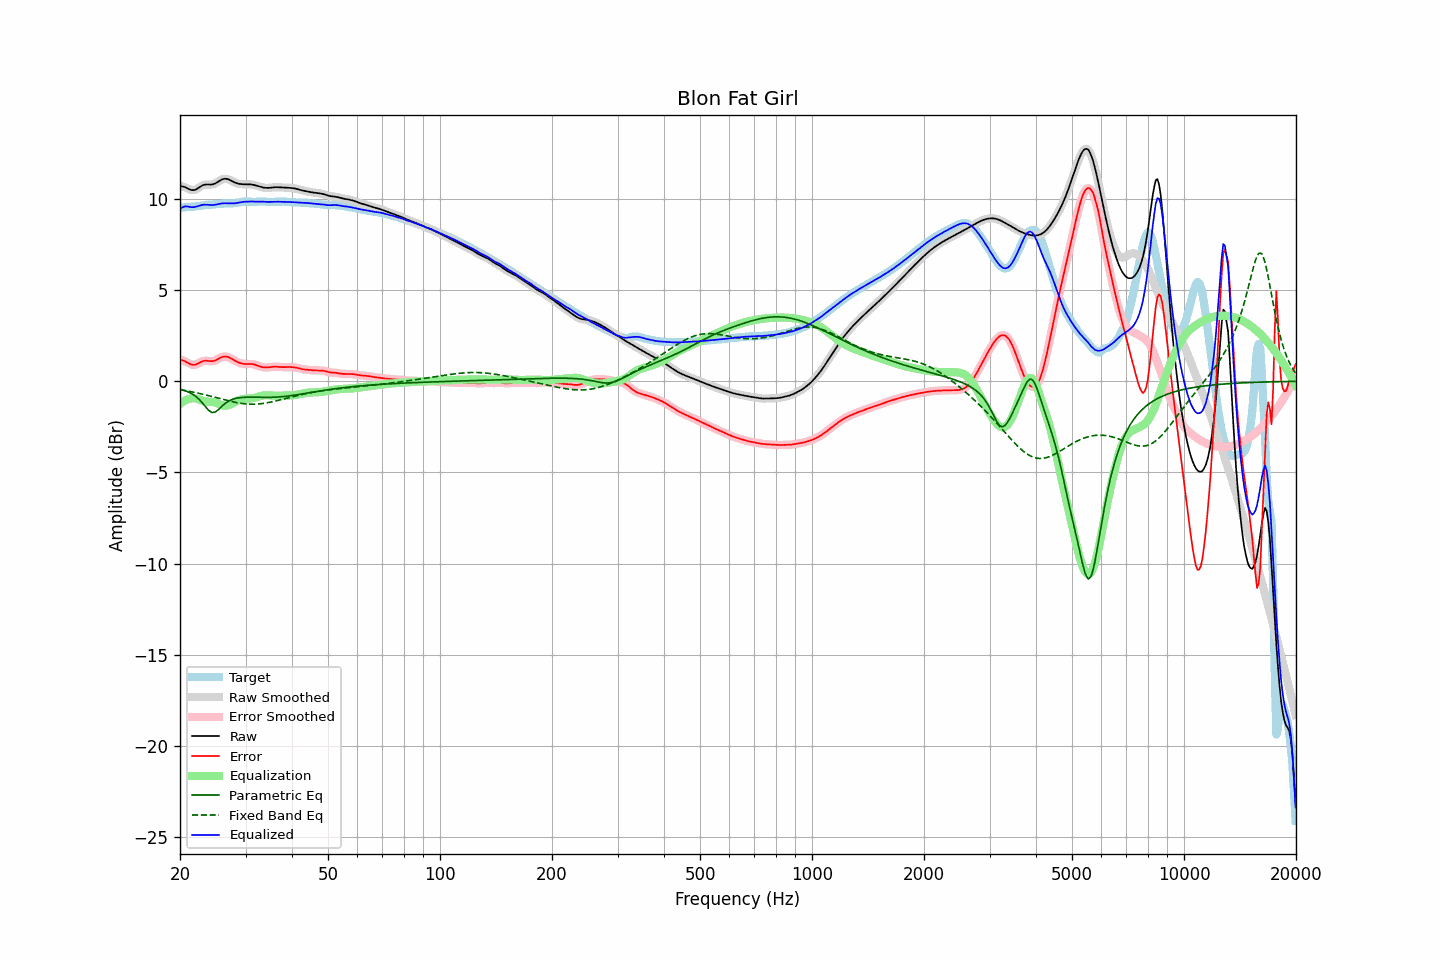 Blon Fat Girl
Amplitude (dBr)
10
5
0
−5
−10
−15
−20
−25
Target
Raw Smoothed
Error Smoothed
Raw
Error
Equalization
Parametric Eq
Fixed Band Eq
Equalized
20 50 100 200 500 1000 2000 5000 10000 20000
Frequency (Hz)